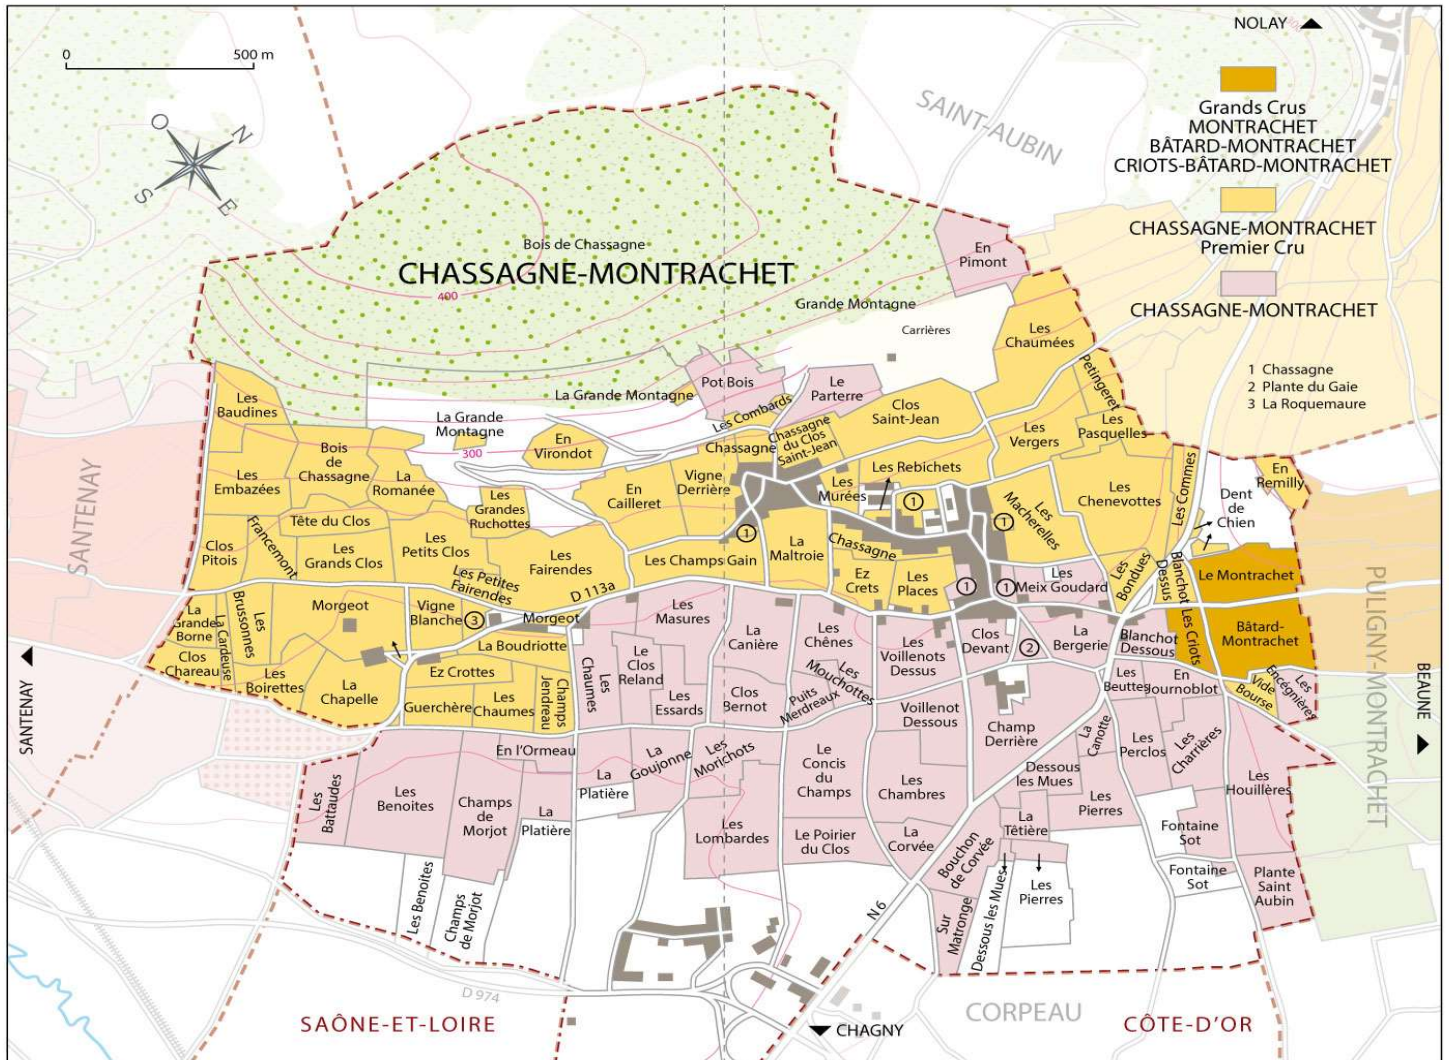 NOLAY
0
500 m
SAINT-AUBIN
O
N
S
E
Grands Crus
MONTRACHET
BÂTARD-MONTRACHET
CRIOTS-BÂTARD-MONTRACHET
CHASSAGNE-MONTRACHET
Premier Cru
CHASSAGNE-MONTRACHET
1 Chassagne
2 Plante du Gaie
3 La Roquemaure
Bois de Chassagne
CHASSAGNE-MONTRACHET
400
Grande Montagne
Carrières
En
Pimont
Les
Chaumées
Petingeret
Pot Bois
Le
Parterre
La Grande Montagne
La Grande
Montagne
300
Les Combards
Clos
Saint-Jean
Les
Vergers
Les
Pasquelles
Les
Baudines
Bois
de
Chassagne
La
Romanée
En
Virondot
Chassagne
Chassagne
du Clos
Saint-Jean
Les Rebichets
Les
Murées
Les
Embazées
Les
Grandes
Ruchottes
En
Cailleret
Vigne
Derrière
1
1
1
Les
Macherelles
Les
Chenevottes
Les Commes
Dent
de
Chien
En
Remilly
SANTENAY
Clos
Pitois
Francemont
Tête du Clos
Les
Grands Clos
Les
Petits Clos
Les Petites
Fairendes
Les
Fairendes
Les Champs Gain
D 113a
La
Maltroie
Chassagne
Ez
Crets
Les
Places
1
1
Les
Meix Goudard
Les
Bondues
Blanchot
Dessus
Le Montrachet
Les Criots
Bâtard-
Montrachet
PULIGNY-MONTRACHET
La
Grande
Borne
La Cardeuse
Les
Brussonnes
Clos
Chareau
Les
Boirettes
Morgeot
La
Chapelle
Vigne
Blanche
3
Morgeot
La Boudriotte
Ez Crottes
Guerchère
Les
Chaumes
Champs
Jendreau
Les
Chaumes
Les
Masures
Le
Clos
Reland
Les
Essards
La
Canière
Clos
Bernot
Les
Chênes
Les
Mouchottes
Puits
Merdreaux
Les
Voillenots
Dessus
Voillenot
Dessous
Clos
Devant
2
La
Bergerie
Blanchot
Dessous
Les
Beuttes
En
Journoblot
Vide
Bourse
Les
Encégnières
SANTENAY
BEAUNE
Les
Battaudes
Les
Benoites
En l'Ormeau
Champs
de
Morjot
La
Platière
La
Platière
La
Goujonne
Les
Morichots
Les
Lombardes
Le
Concis
du
Champs
Le Poirier
du Clos
Les
Chambres
La
Corvée
Champ
Derrière
La
Canotte
Dessous
les Mues
Les
Pierres
Les
Perclos
Les
Charrières
Les
Houillères
La
Têtière
Bouchon
de Corvée
Fontaine
Sot
Fontaine
Sot
Plante
Saint
Aubin
Les Benoites
Champs
de Morjot
Sur
Matronge
Dessous les Mues
Les
Pierres
N 6
D 974
SAÔNE-ET-LOIRE
CHAGNY
CORPEAU
CÔTE-D'OR